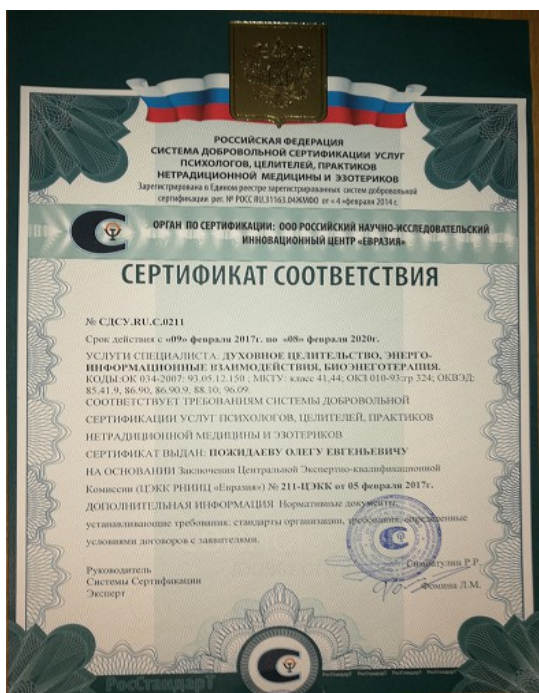 РОССИЙСКАЯ ФЕДЕРАЦИЯ
СИСТЕМА ДОБРОВОЛЬНОЙ СЕРТИФИКАЦИИ УСЛУГ
ПСИХОЛОГОВ, ЦЕЛИТЕЛЕЙ, ПРАКТИКОВ
НЕТРАДИЦИОННОЙ МЕДИЦИНЫ И ЭЗОТЕРИКОВ
Зарегистрирована в Едином реестре зарегистрированных систем добровольной
сертификации рег. № РОСС RU.31163.04ЖИФ0 от « 4 »февраля 2014 г.
ОРГАН ПО СЕРТИФИКАЦИИ: ООО РОССИЙСКИЙ НАУЧНО-ИССЛЕДОВАТЕЛЬСКИЙ
ИННОВАЦИОННЫЙ ЦЕНТР «ЕВРАЗИЯ»
СЕРТИФИКАТ СООТВЕТСТВИЯ
№ СДСУ.RU.C.0211
Срок действия с «09» февраля 2017г. по «08» февраля 2020г.
УСЛУГИ СПЕЦИАЛИСТА: ДУХОВНОЕ ЦЕЛИТЕЛЬСТВО, ЭНЕРГО-
ИНФОРМАЦИОННЫЕ ВЗАИМОДЕЙСТВИЯ, БИОЭНЕГОТЕРАПИЯ.
КОДЫ:ОК 034-2007: 93.05.12.150 ; МКТУ: класс 41,44; ОКЗ 010-93:гр 324; ОКВЭД:
85.41.9, 86.90, 86.90.9, 88.10; 96.09.
СООТВЕТСТВУЕТ ТРЕБОВАНИЯМ СИСТЕМЫ ДОБРОВОЛЬНОЙ
СЕРТИФИКАЦИИ УСЛУГ ПСИХОЛОГОВ, ЦЕЛИТЕЛЕЙ, ПРАКТИКОВ
НЕТРАДИЦИОННОЙ МЕДИЦИНЫ И ЭЗОТЕРИКОВ
СЕРТИФИКАТ ВЫДАН: ПОЖИДАЕВУ ОЛЕГУ ЕВГЕНЬЕВИЧУ
НА ОСНОВАНИИ Заключения Центральной Экспертно-квалификационной
Комиссии (ЦЭКК РНИИЦ «Евразия») № 211-ЦЭКК от 05 февраля 2017г.
ДОПОЛНИТЕЛЬНАЯ ИНФОРМАЦИЯ Нормативные документы,
устанавливающие требования: стандарты организации, требования, определенные
условиями договоров с заявителями.
Руководитель
Системы Сертификации
Р.Р.
Эксперт
Фомина Л.М.
РосСтандарТ